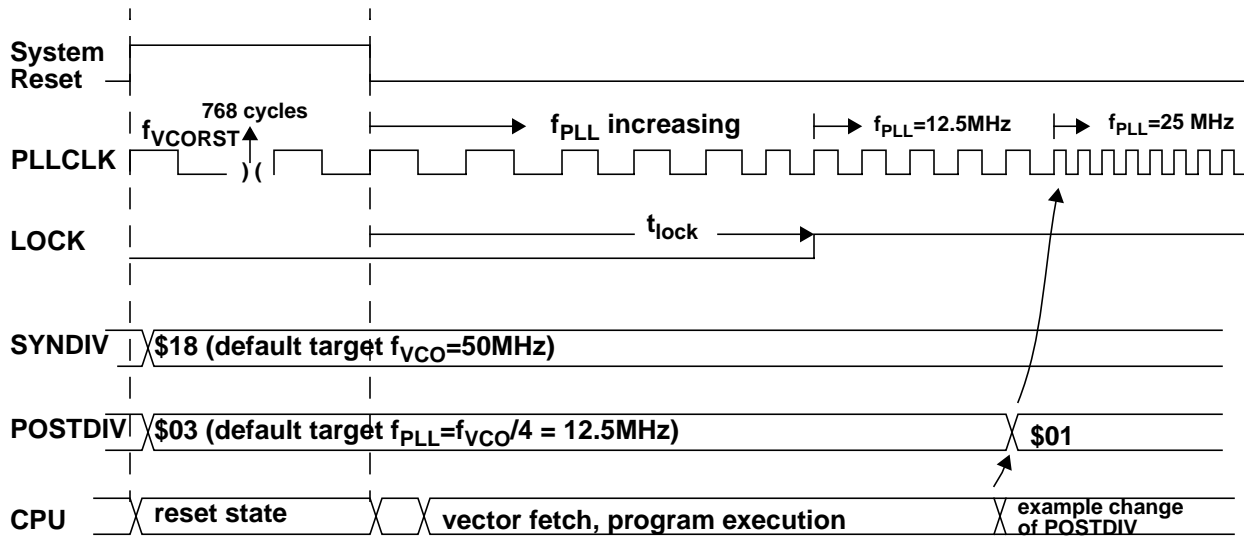 System
Reset
768 cycles
fVCORST
fPLL increasing
fPLL=12.5MHz
fPLL=25 MHz
PLLCLK
)(
LOCK
tlock
SYNDIV
$18 (default target fVCO=50MHz)
POSTDIV
$03 (default target fPLL=fVCO/4 = 12.5MHz)
$01
CPU
reset state
vector fetch, program execution
example change
of POSTDIV